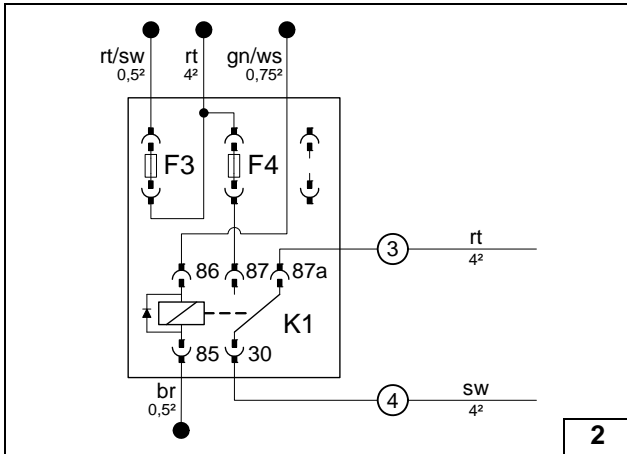 rt/sw rt gn/ws
0,5² 4² 0,75²
F3 F4
3 rt
4²
86 87 87a
K1
85 30
br
0,5²
4 sw
4²
2